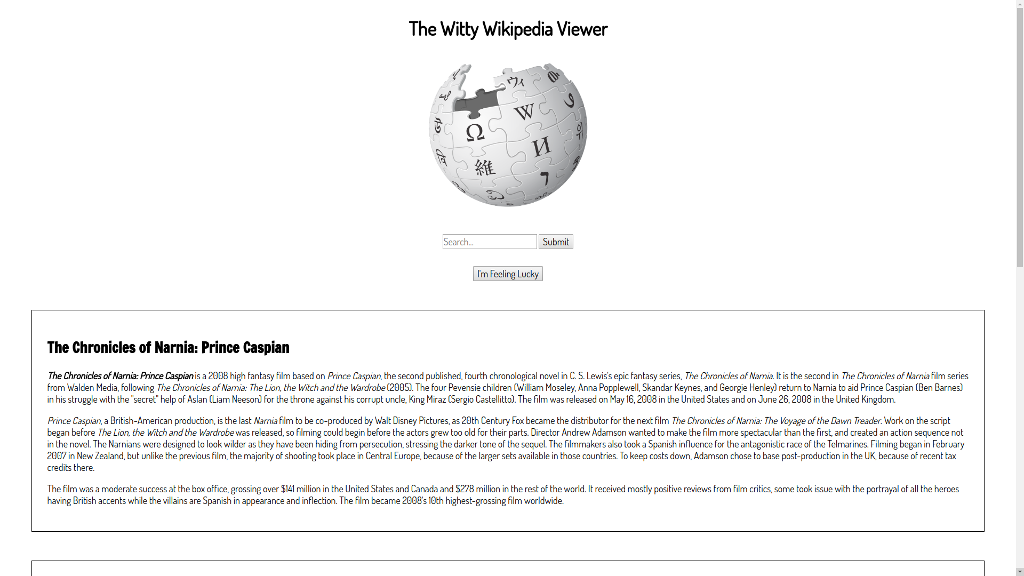 The Witty Wikipedia Viewer
ウィ
W
Ω
И
維
Search...
Submit
I'm Feeling Lucky
The Chronicles of Narnia: Prince Caspian
The Chronicles of Narnia: Prince Caspian is a 2008 high fantasy film based on Prince Caspian, the second published, fourth chronological novel in C. S. Lewis's epic fantasy series, The Chronicles of Narnia. It is the second in The Chronicles of Narnia film series
from Walden Media, following The Chronicles of Narnia: The Lion, the Witch and the Wardrobe (2005). The four Pevensie children (William Moseley, Anna Popplewell, Skandar Keynes, and Georgie Henley) return to Narnia to aid Prince Caspian (Ben Barnes)
in his struggle with the "secret" help of Aslan (Liam Neeson) for the throne against his corrupt uncle, King Miraz (Sergio Castellitto). The film was released on May 16, 2008 in the United States and on June 26, 2008 in the United Kingdom.
Prince Caspian, a British-American production, is the last Narnia film to be co-produced by Walt Disney Pictures, as 20th Century Fox became the distributor for the next film The Chronicles of Narnia: The Voyage of the Dawn Treader. Work on the script
began before The Lion, the Witch and the Wardrobe was released, so filming could begin before the actors grew too old for their parts. Director Andrew Adamson wanted to make the film more spectacular than the first, and created an action sequence not
in the novel. The Narnians were designed to look wilder as they have been hiding from persecution, stressing the darker tone of the sequel. The filmmakers also took a Spanish influence for the antagonistic race of the Telmarines. Filming began in February
2007 in New Zealand, but unlike the previous film, the majority of shooting took place in Central Europe, because of the larger sets available in those countries. To keep costs down, Adamson chose to base post-production in the UK, because of recent tax
credits there.
The film was a moderate success at the box office, grossing over $141 million in the United States and Canada and $278 million in the rest of the world. It received mostly positive reviews from film critics, some took issue with the portrayal of all the heroes
having British accents while the villains are Spanish in appearance and inflection. The film became 2008's 10th highest-grossing film worldwide.